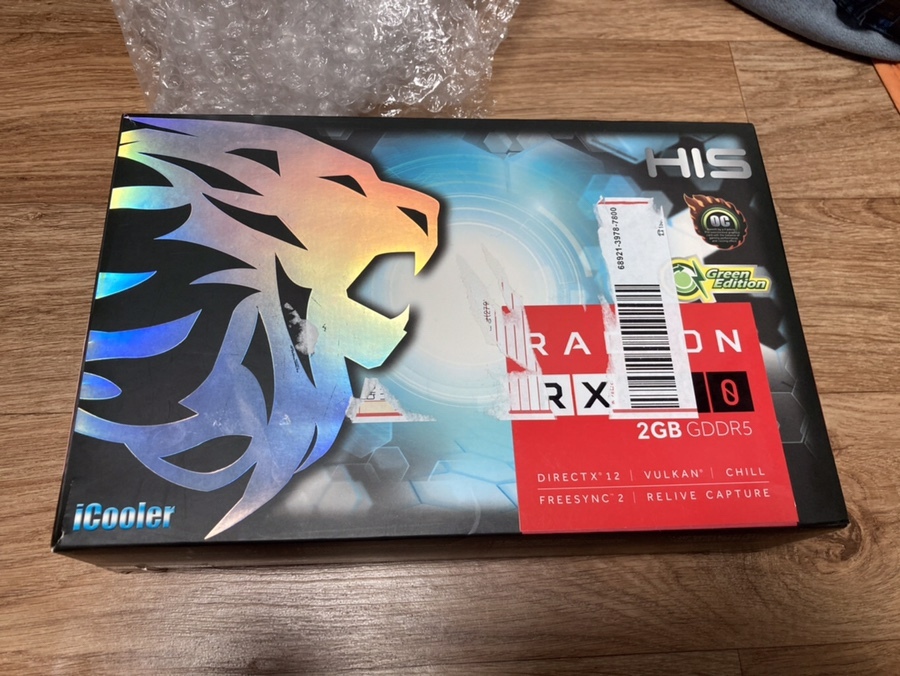 HIS
OC
Green
Edition
68921-3978-7800
RA ON
RX 0
2GB GDDR5
DIRECTX® 12 | VULKAN® | CHILL
FREESYNC™ 2 | RELIVE CAPTURE
iCooler